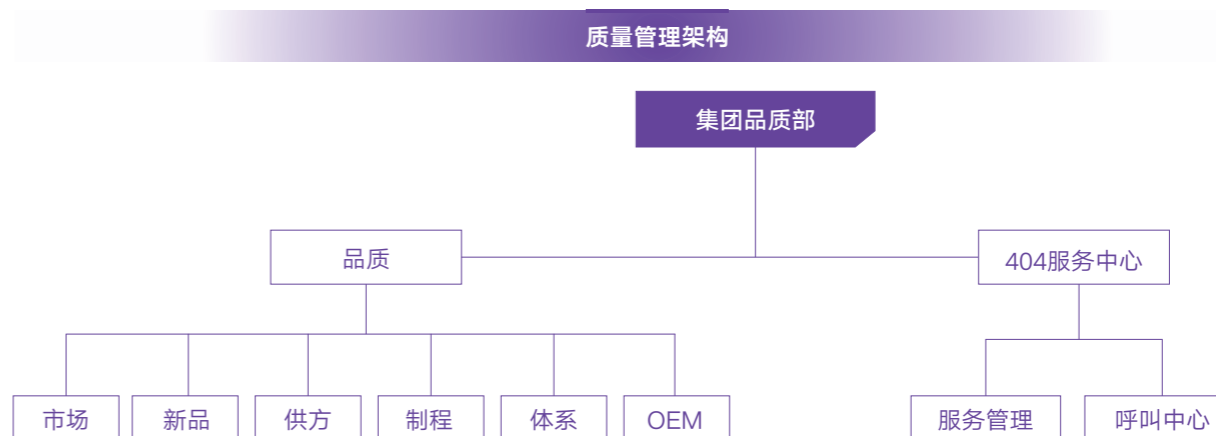 质量管理架构
集团品质部
品质
404服务中心
市场
新品
供方
制程
体系
OEM
服务管理
呼叫中心